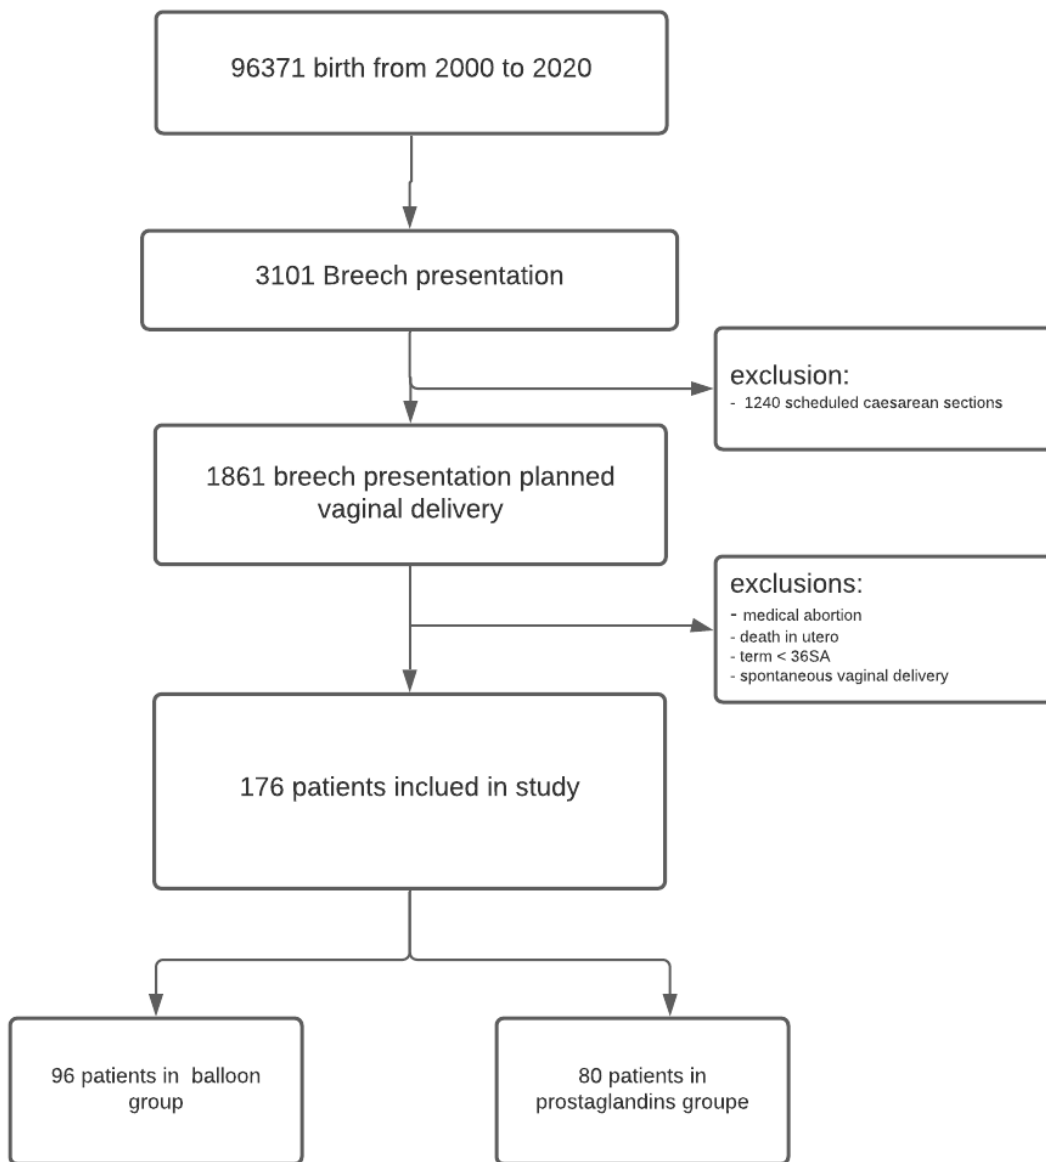 96371 birth from 2000 to 2020
3101 Breech presentation
exclusion:
- 1240 scheduled caesarean sections
1861 breech presentation planned
vaginal delivery
exclusions:
- medical abortion
- death in utero
- term < 36SA
- spontaneous vaginal delivery
176 patients inclued in study
96 patients in balloon
group
80 patients in
prostaglandins groupe